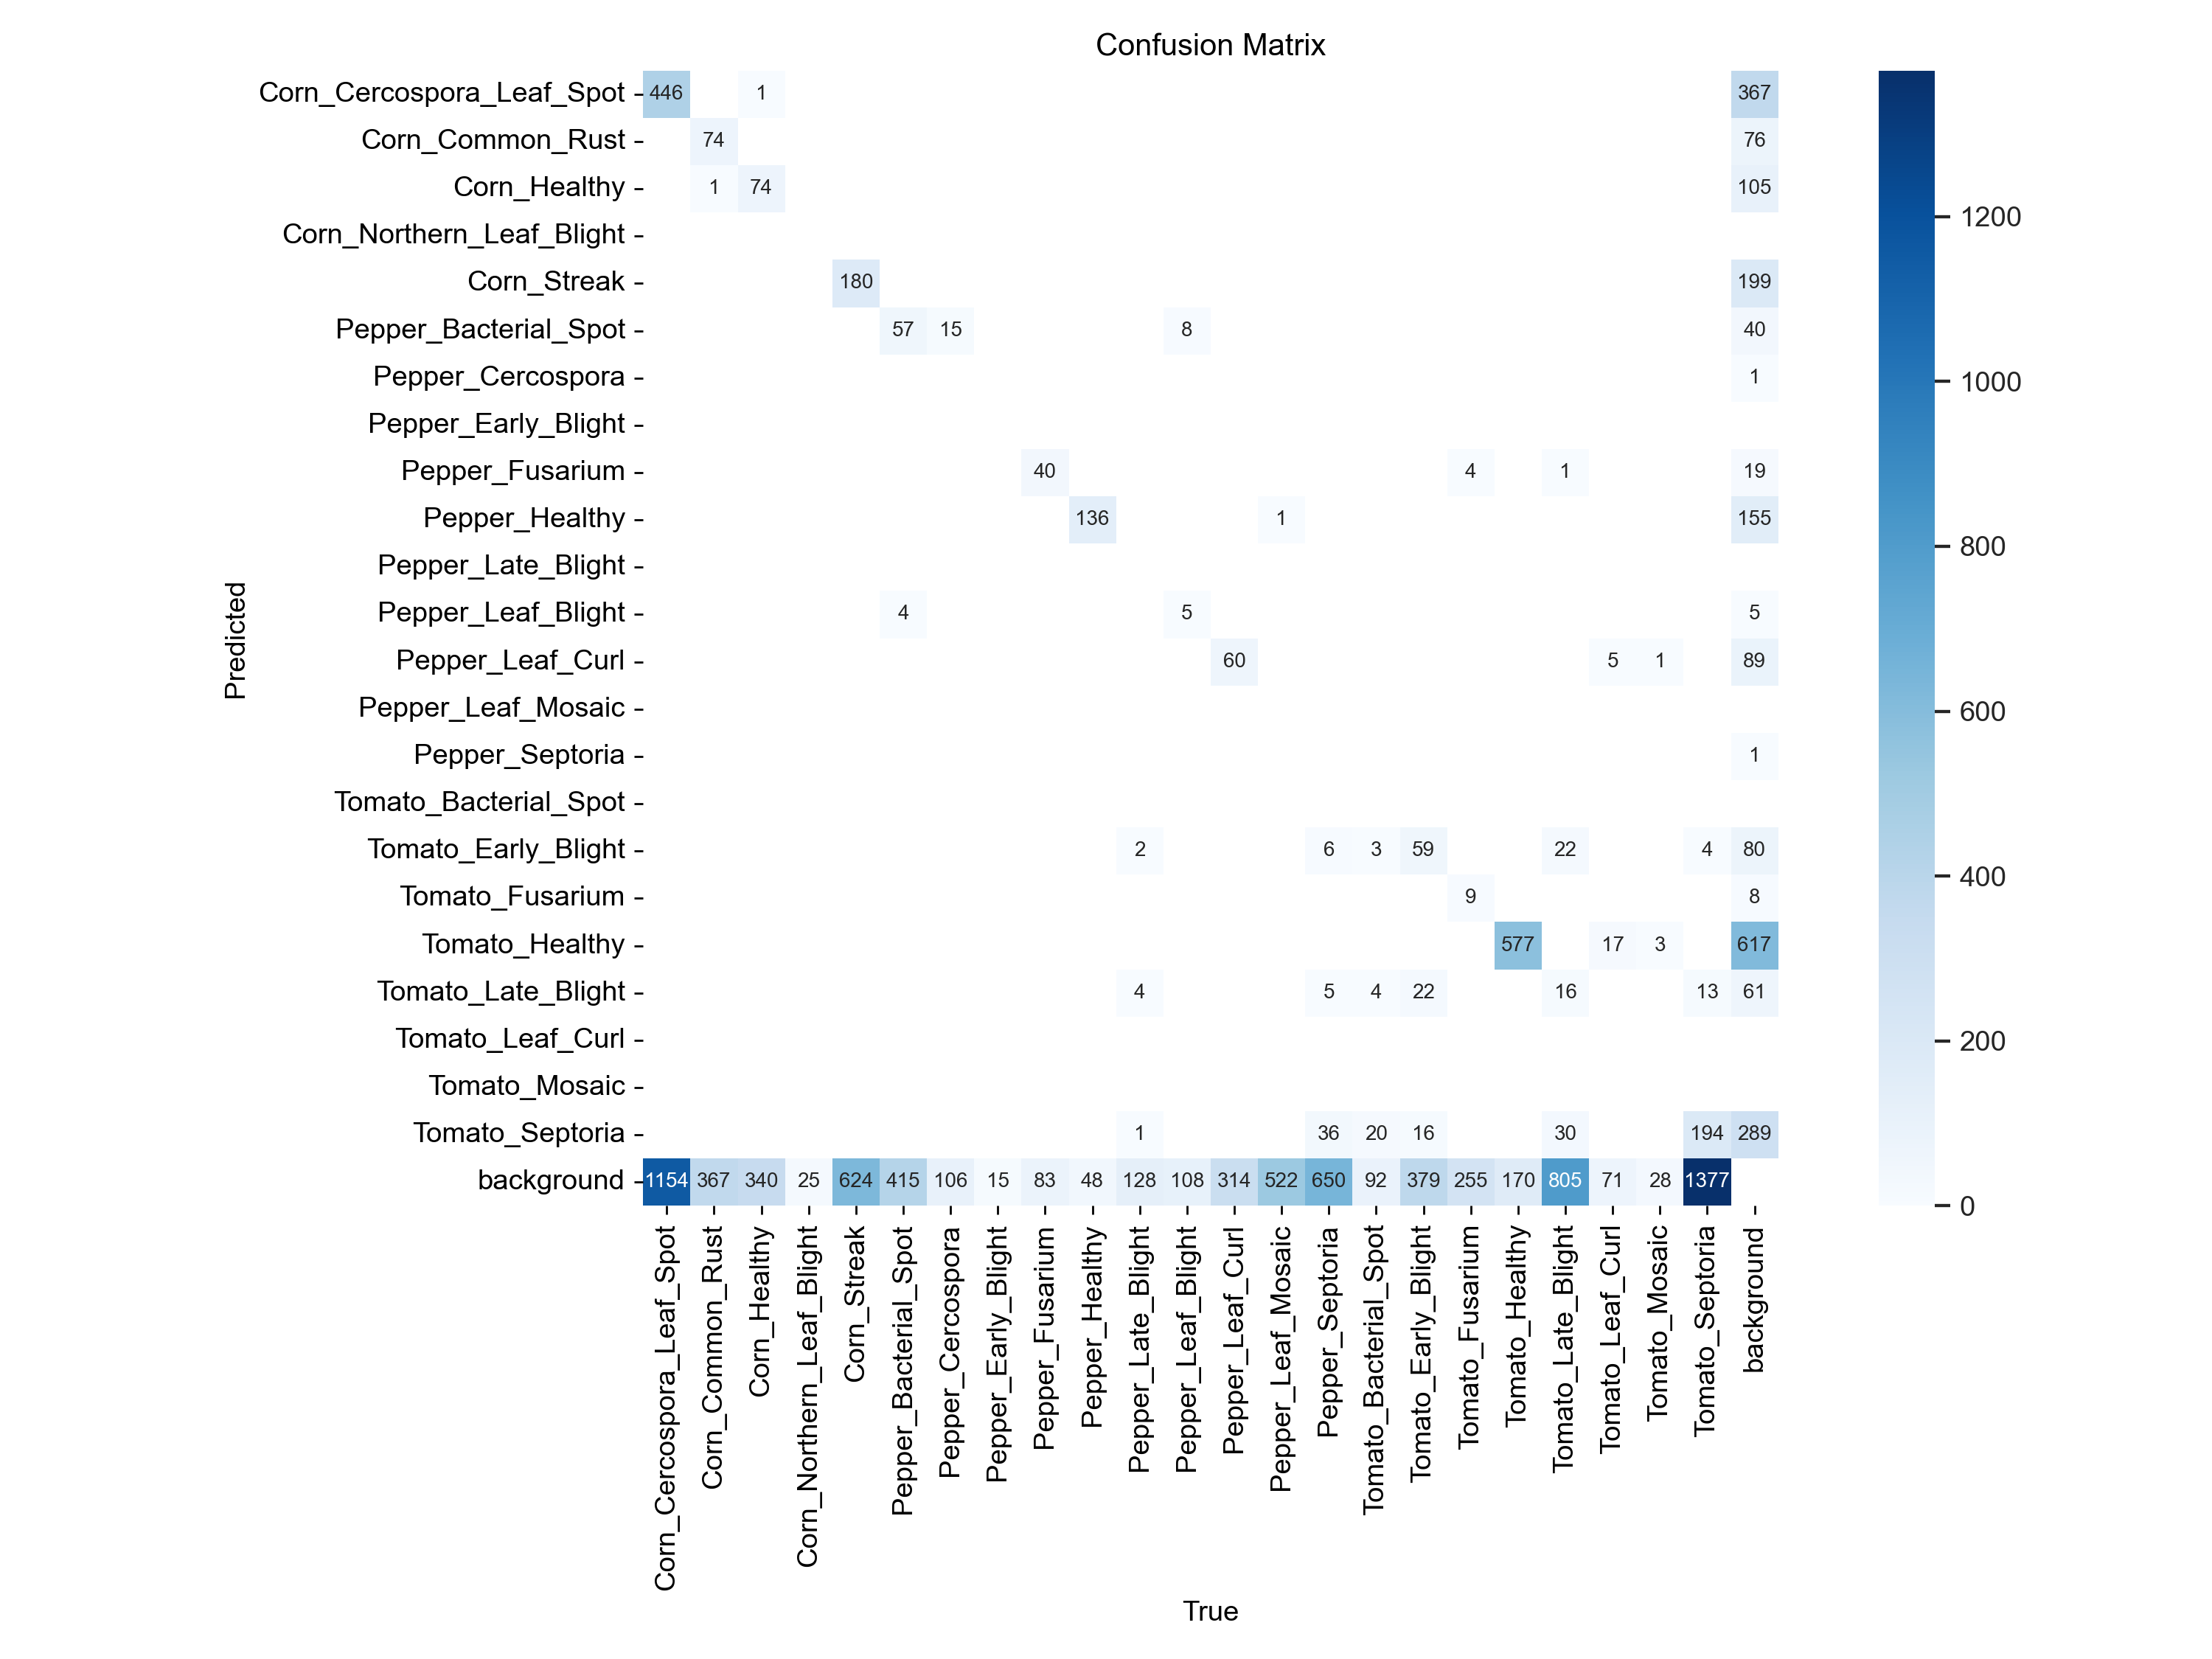 Confusion Matrix
Corn_Cercospora_Leaf_Spot 446 1 367
Corn_Common_Rust 74 76
Corn_Healthy 1 74 105
Corn_Northern_Leaf_Blight
Corn_Streak 180 199
Pepper_Bacterial_Spot 57 15 8 40
Pepper_Cercospora 1
Pepper_Early_Blight
Pepper_Fusarium 40 4 1 19
Pepper_Healthy 136 1 155
Pepper_Late_Blight
Pepper_Leaf_Blight 4 5 5
Pepper_Leaf_Curl 60 5 1 89
Pepper_Leaf_Mosaic
Pepper_Septoria 1
Tomato_Bacterial_Spot
Tomato_Early_Blight 2 6 3 59 22 4 80
Tomato_Fusarium 9 8
Tomato_Healthy 577 17 3 617
Tomato_Late_Blight 4 5 4 22 16 13 61
Tomato_Leaf_Curl
Tomato_Mosaic
Tomato_Septoria 1 36 20 16 30 194 289
background 1154 367 340 25 624 415 106 15 83 48 128 108 314 522 650 92 379 255 170 805 71 28 1377
Predicted
Corn_Cercospora_Leaf_Spot
Corn_Common_Rust
Corn_Healthy
Corn_Northern_Leaf_Blight
Corn_Streak
Pepper_Bacterial_Spot
Pepper_Cercospora
Pepper_Early_Blight
Pepper_Fusarium
Pepper_Healthy
Pepper_Late_Blight
Pepper_Leaf_Blight
Pepper_Leaf_Curl
Pepper_Leaf_Mosaic
Pepper_Septoria
Tomato_Bacterial_Spot
Tomato_Early_Blight
Tomato_Fusarium
Tomato_Healthy
Tomato_Late_Blight
Tomato_Leaf_Curl
Tomato_Mosaic
Tomato_Septoria
background
True
1200
1000
800
600
400
200
0